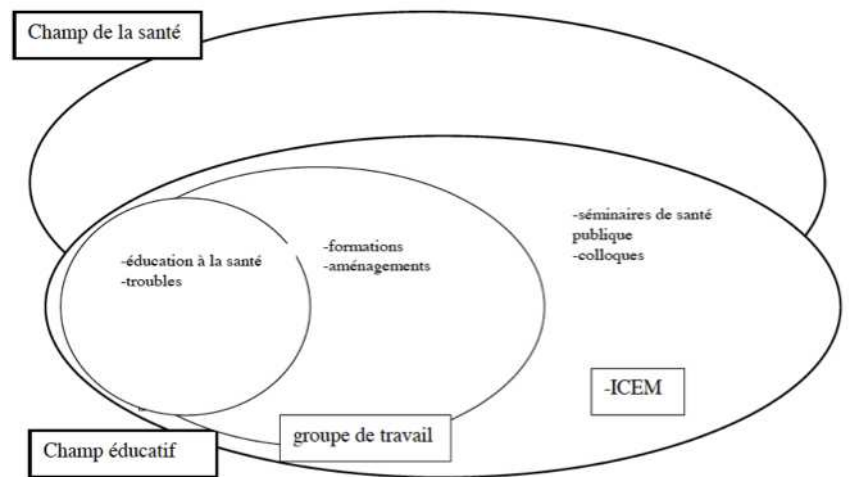 Champ de la santé
-éducation à la santé
-troubles
-formations
-aménagements
-séminaires de santé
publique
-colloques
-ICEM
groupe de travail
Champ éducatif